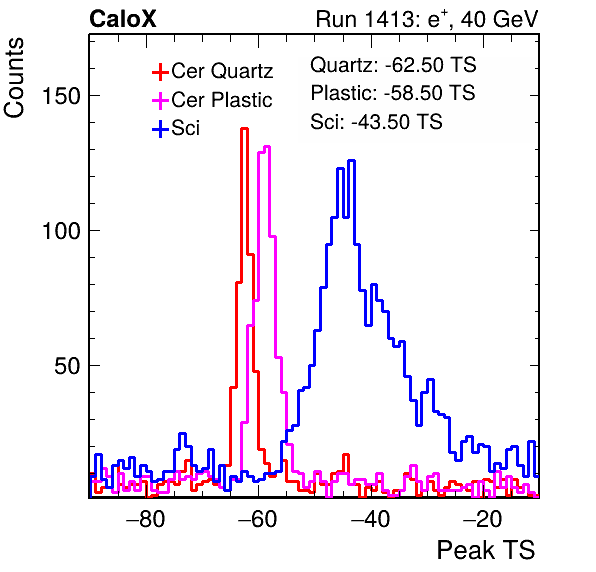 CaloX Run 1413: e⁺, 40 GeV
Counts
Cer Quartz
Cer Plastic
Sci
Quartz: -62.50 TS
Plastic: -58.50 TS
Sci: -43.50 TS
150
100
50
−80 −60 −40 −20
Peak TS